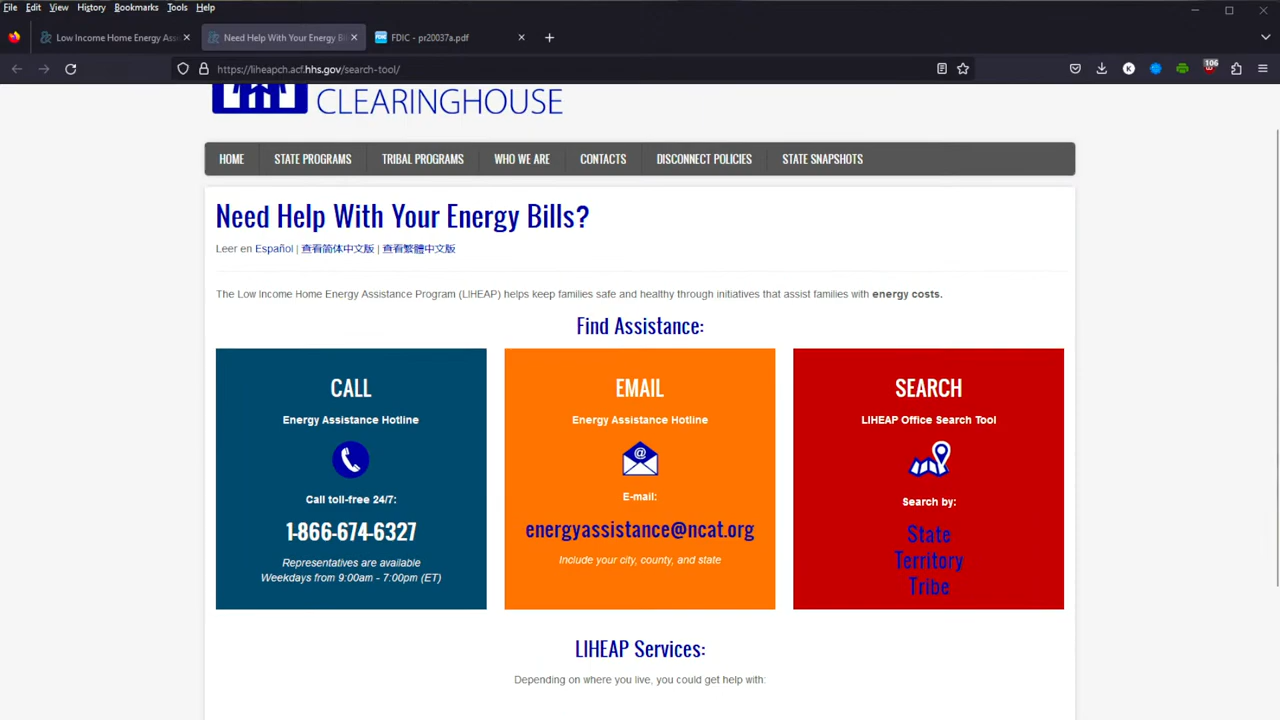 File Edit View History Bookmarks Tools Help
Low Income Home Energy Ass
Need Help With Your Energy Bi
FDIC - pr20037a.pdf
https://liheapch.acf.hhs.gov/search-tool/
106
CLEARINGHOUSE
HOME STATE PROGRAMS TRIBAL PROGRAMS WHO WE ARE CONTACTS DISCONNECT POLICIES STATE SNAPSHOTS
Need Help With Your Energy Bills?
Leer en Español | 查看简体中文版 | 查看繁體中文版
The Low Income Home Energy Assistance Program (LIHEAP) helps keep families safe and healthy through initiatives that assist families with energy costs.
Find Assistance:
CALL
Energy Assistance Hotline
Call toll-free 24/7:
1-866-674-6327
Representatives are available
Weekdays from 9:00am - 7:00pm (ET)
EMAIL
Energy Assistance Hotline
@
E-mail:
energyassistance@ncat.org
Include your city, county, and state
SEARCH
LIHEAP Office Search Tool
Search by:
State
Territory
Tribe
LIHEAP Services:
Depending on where you live, you could get help with: